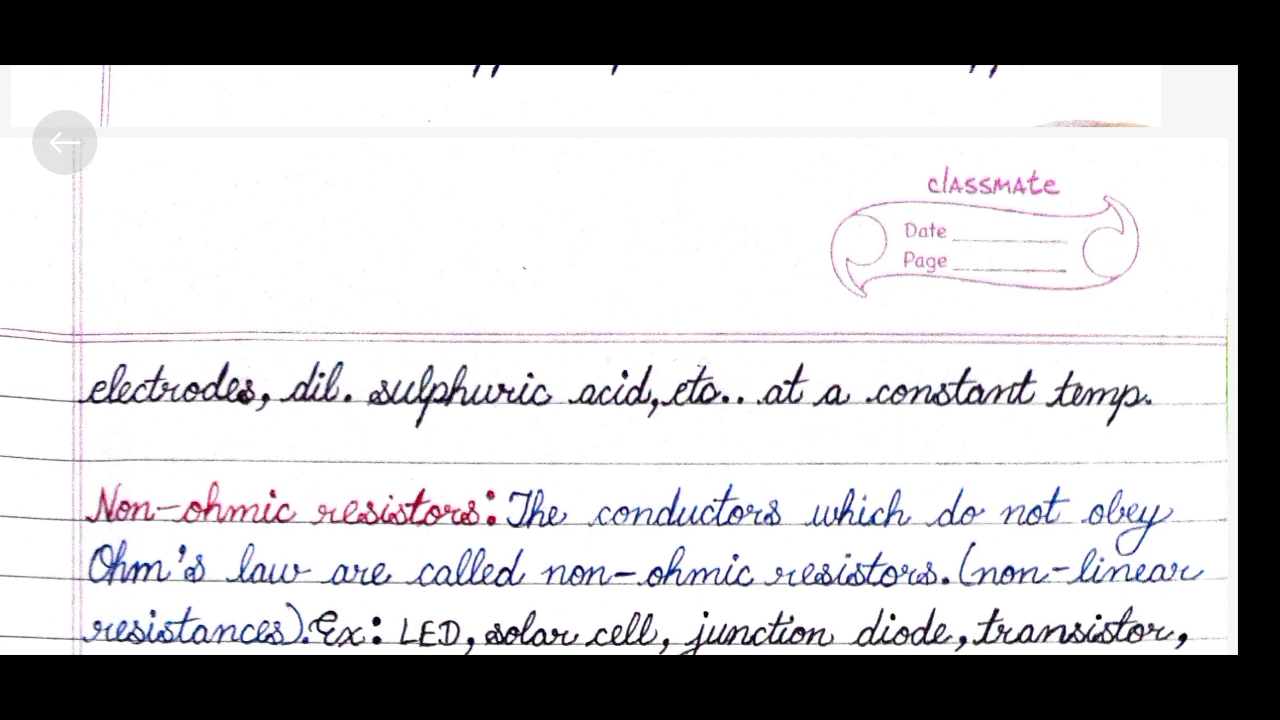 classmate
Date
Page
electrodes, dil. sulphuric acid, etc.. at a constant temp.
Non-ohmic resistors: The conductors which do not obey
Ohm's law are called non-ohmic resistors. (non-linear
resistances). Ex: LED, solar cell, junction diode, transistor,